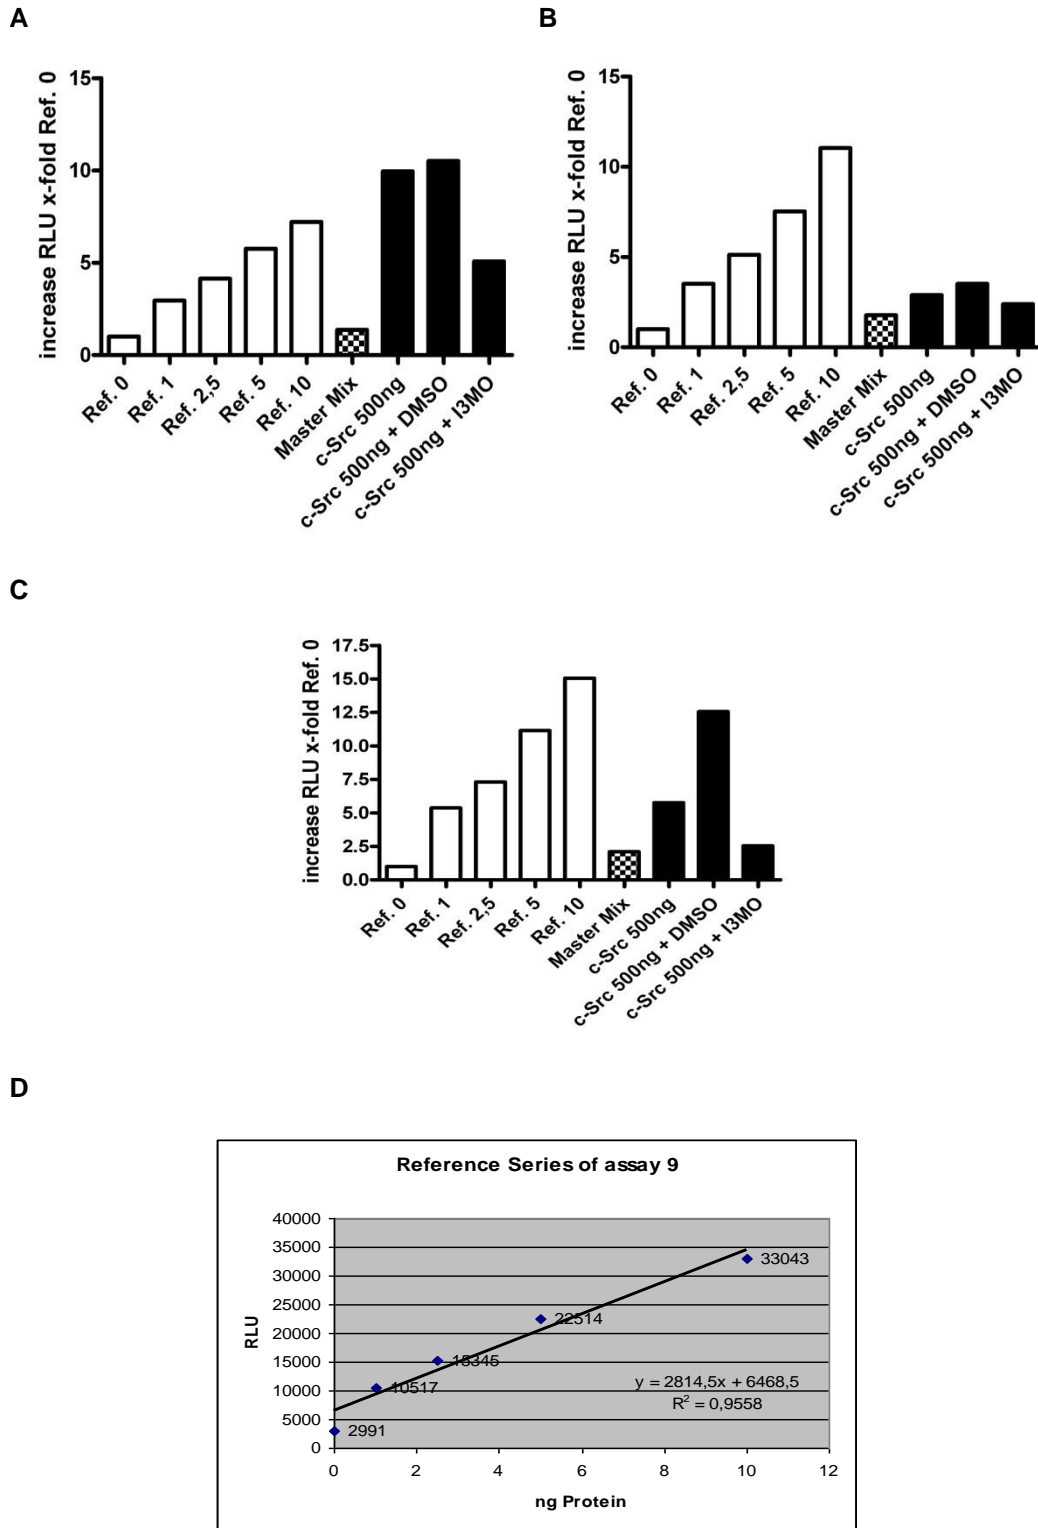 A
B
increase RLU x-fold Ref. 0
15
10
5
0
Ref. 0
Ref. 1
Ref. 2,5
Ref. 5
Ref. 10
Master Mix
c-Src 500ng
c-Src 500ng + DMSO
c-Src 500ng + I3MO
increase RLU x-fold Ref. 0
15
10
5
0
Ref. 0
Ref. 1
Ref. 2,5
Ref. 5
Ref. 10
Master Mix
c-Src 500ng
c-Src 500ng + DMSO
c-Src 500ng + I3MO
C
increase RLU x-fold Ref. 0
17.5
15.0
12.5
10.0
7.5
5.0
2.5
0.0
Ref. 0
Ref. 1
Ref. 2,5
Ref. 5
Ref. 10
Master Mix
c-Src 500ng
c-Src 500ng + DMSO
c-Src 500ng + I3MO
D
Reference Series of assay 9
RLU
40000
35000
30000
25000
20000
15000
10000
5000
0
2991
10517
15345
22514
33043
y = 2814,5x + 6468,5
R² = 0,9558
0 2 4 6 8 10 12
ng Protein